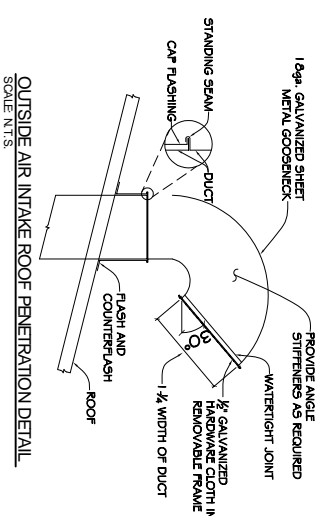 18ga. GALVANIZED SHEET
METAL GOOSENECK
PROVIDE ANGLE
STIFFENERS AS REQUIRED
STANDING SEAM
CAP FLASHING
DUCT
WATERTIGHT JOINT
30°
½" GALVANIZED
HARDWARE CLOTH IN
REMOVABLE FRAME
1 ¼ WIDTH OF DUCT
FLASH AND
COUNTERFLASH
ROOF
OUTSIDE AIR INTAKE ROOF PENETRATION DETAIL
SCALE: N.T.S.